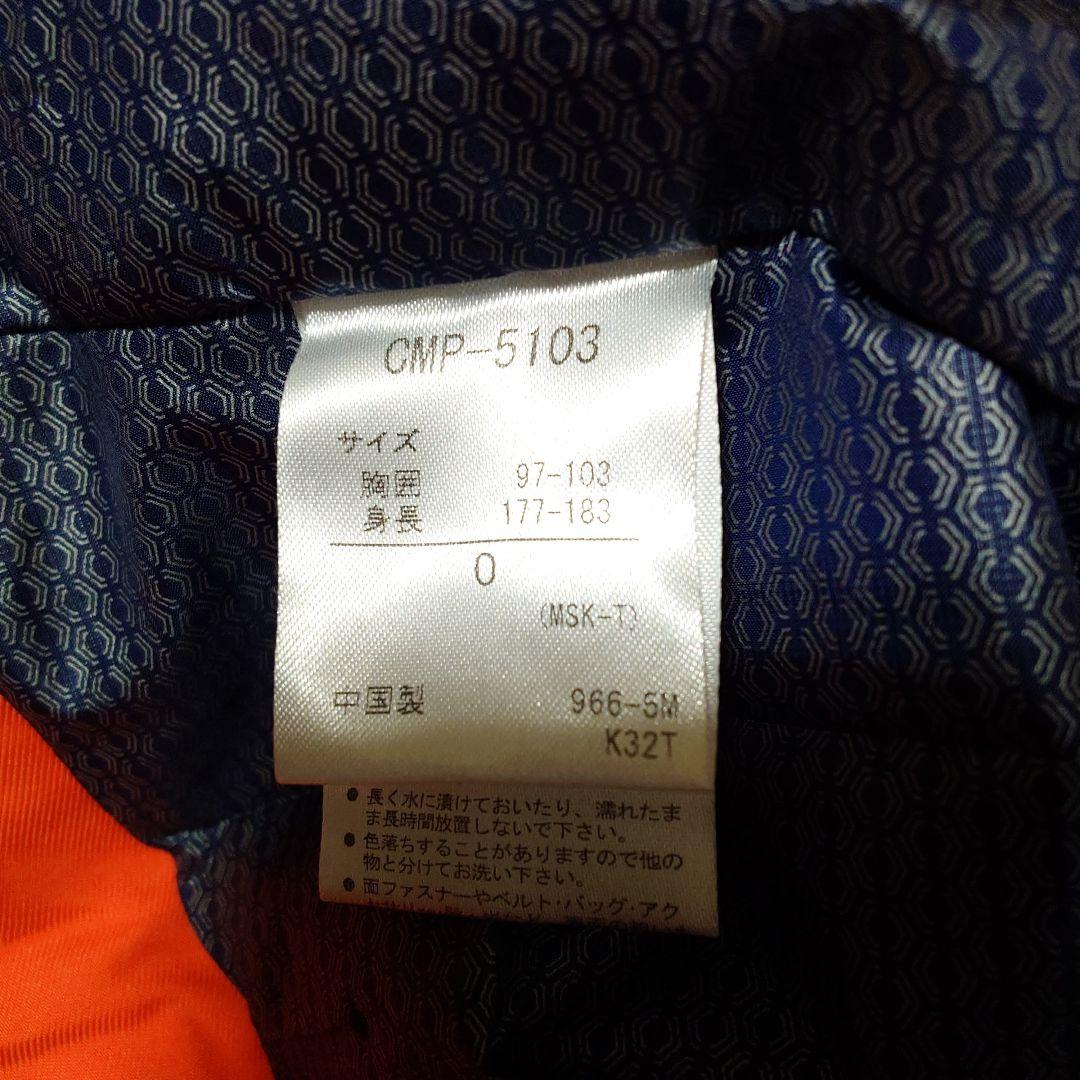 CMP-5103
サイズ
胸囲 97-103
身長 177-183
O
(MSK-T)
中国製 966-5M
K32T
● 長く水に漬けておいたり、濡れたま
ま長時間放置しないで下さい。
● 色落ちすることがありますので他の
物と分けてお洗い下さい。
● 面ファスナーやベルト・バッグ・アク